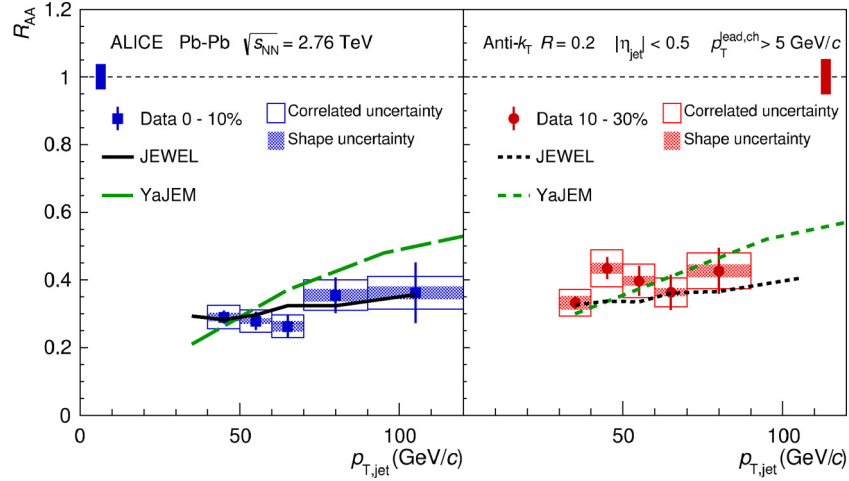 R_AA
ALICE Pb-Pb √s_NN = 2.76 TeV
Anti-k_T R = 0.2 |η_jet| < 0.5 p_T^lead,ch > 5 GeV/c
1.2
1
0.8
0.6
0.4
0.2
0
Data 0 - 10%
Correlated uncertainty
Shape uncertainty
JEWEL
YaJEM
Data 10 - 30%
Correlated uncertainty
Shape uncertainty
JEWEL
YaJEM
0 50 100
50 100
p_T,jet (GeV/c)
p_T,jet (GeV/c)